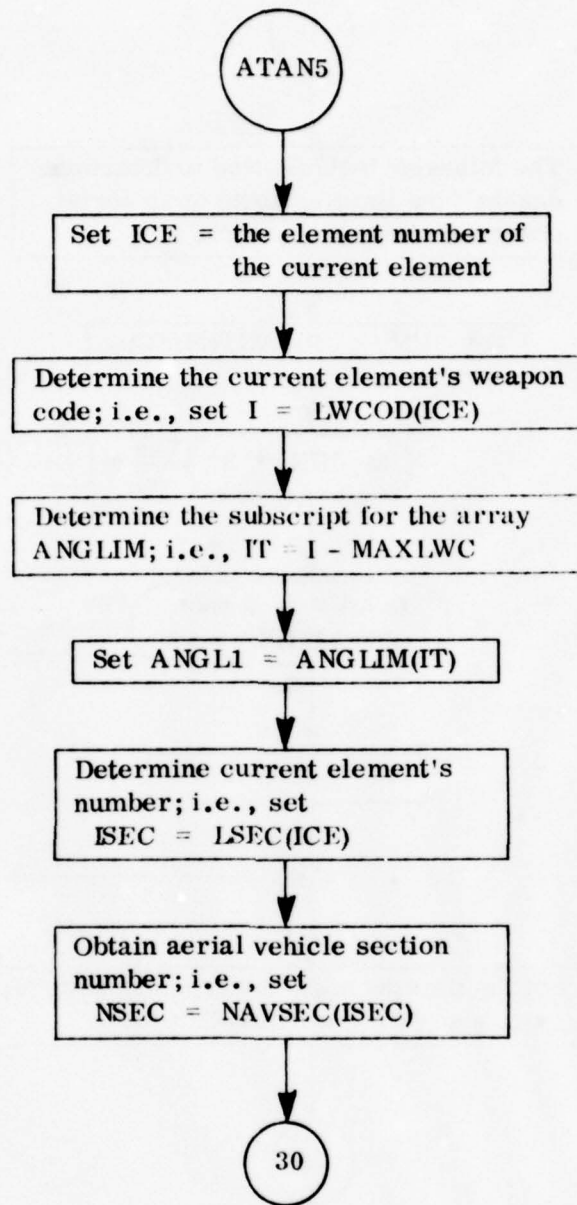 ATAN5
Set ICE = the element number of
the current element
Determine the current element's weapon
code; i.e., set I = LWCOD(ICE)
Determine the subscript for the array
ANGLIM; i.e., IT = I - MAXLWC
Set ANGL1 = ANGLIM(IT)
Determine current element's
number; i.e., set
ISEC = LSEC(ICE)
Obtain aerial vehicle section
number; i.e., set
NSEC = NAVSEC(ISEC)
30